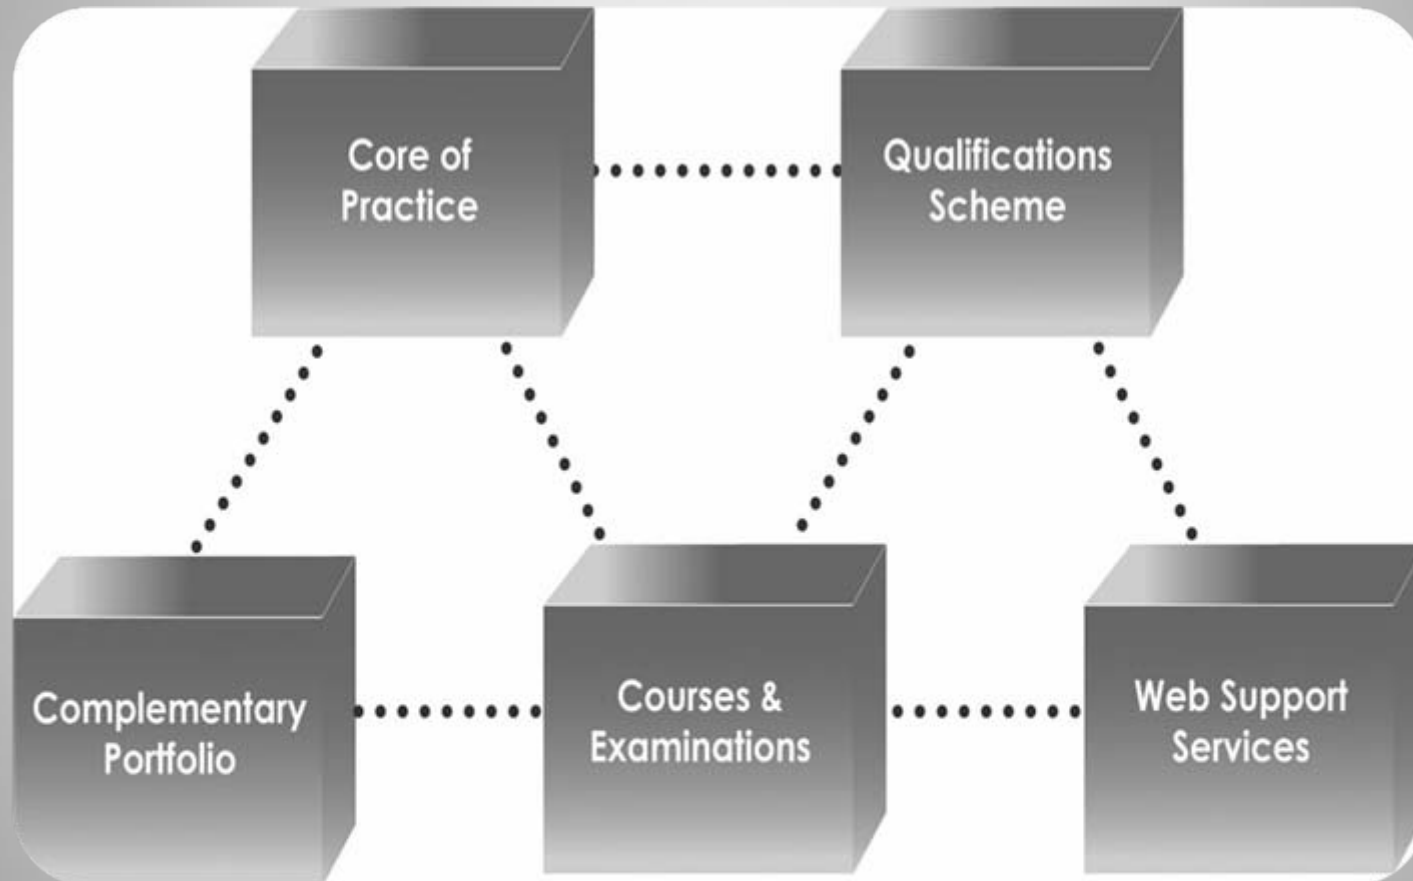 Core of
Practice
Qualifications
Scheme
Complementary
Portfolio
Courses &
Examinations
Web Support
Services